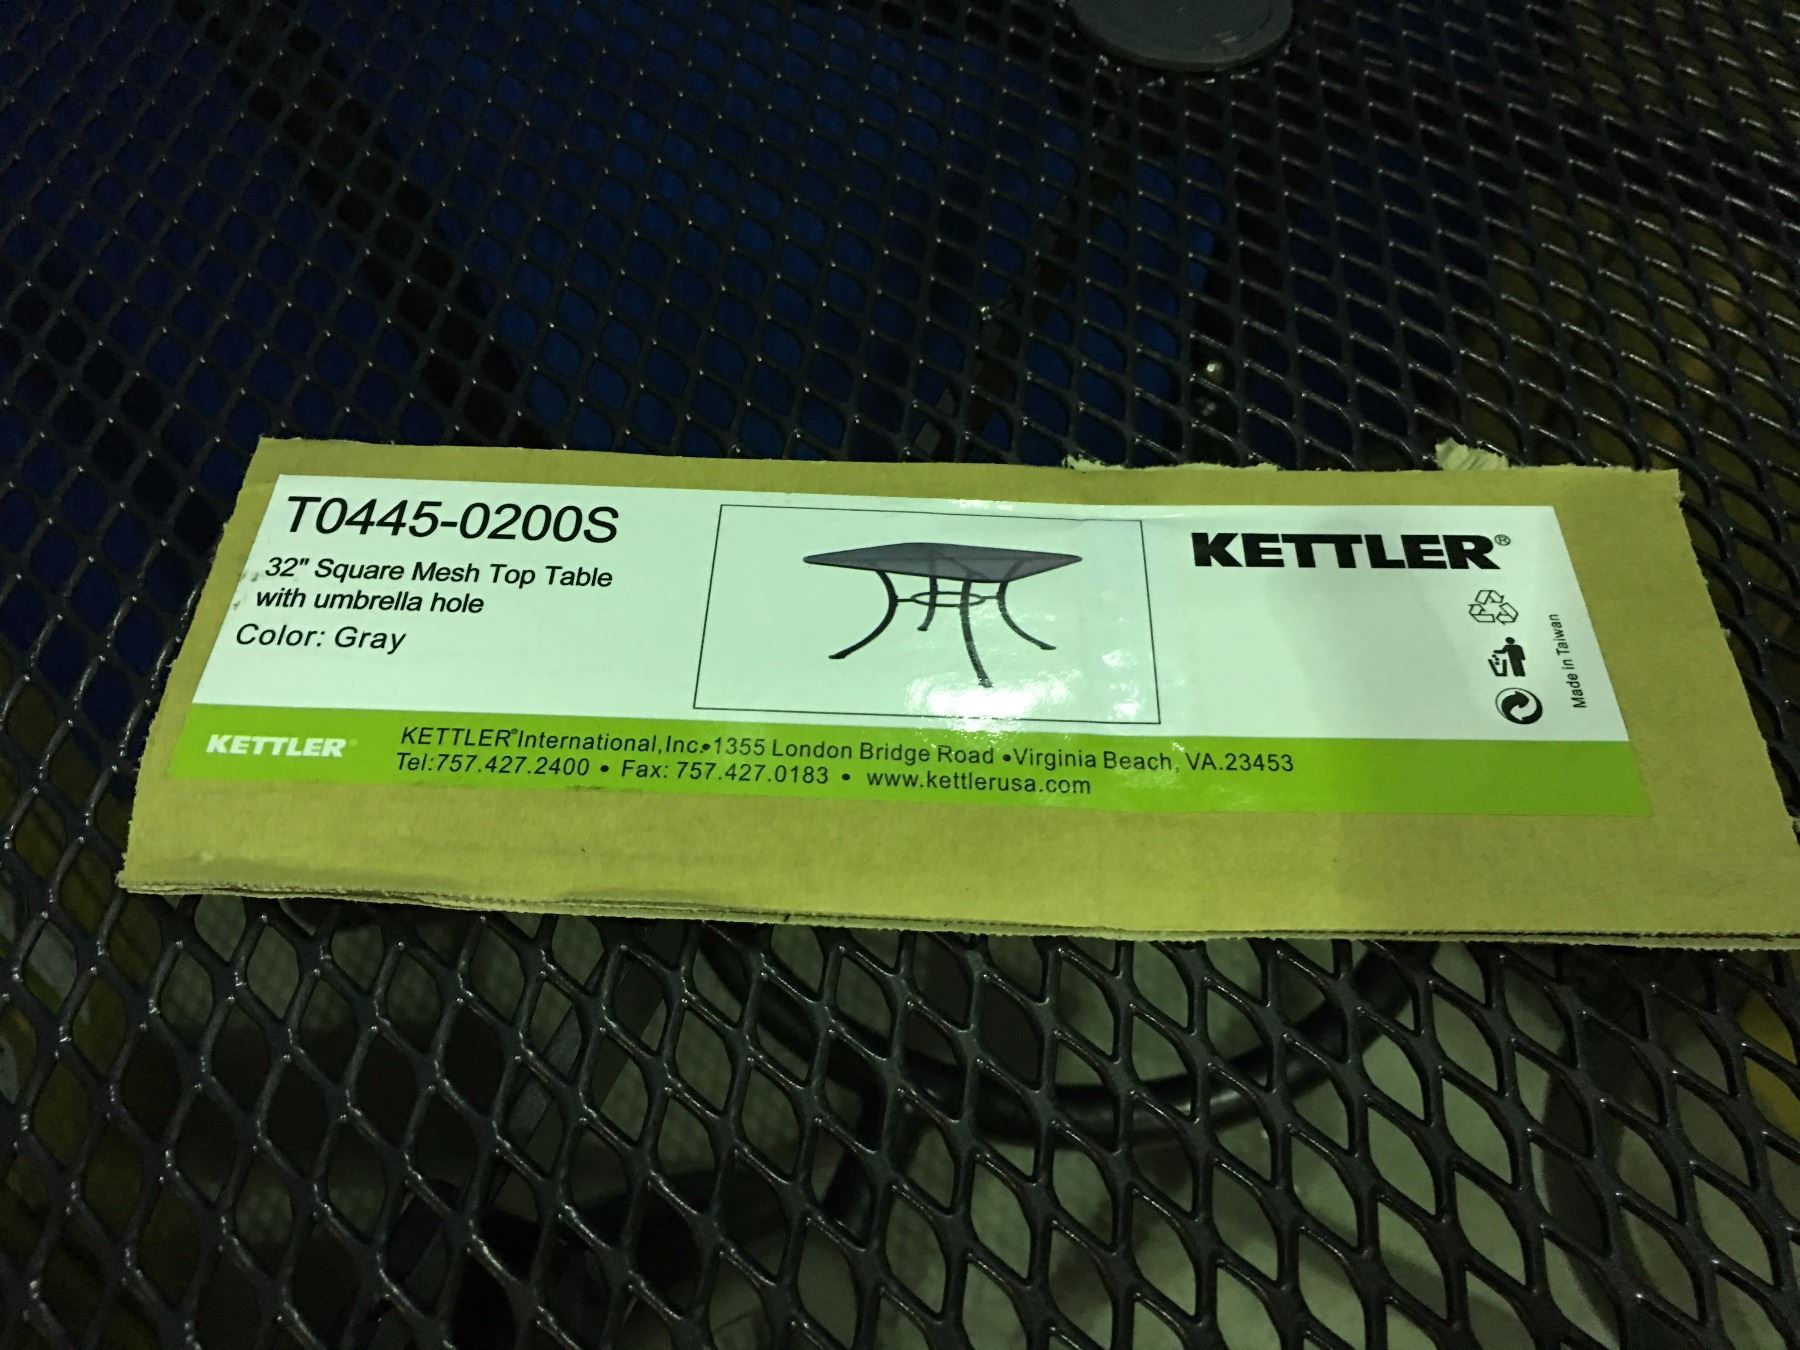 T0445-0200S
32" Square Mesh Top Table
with umbrella hole
Color: Gray
KETTLER®
Made in Taiwan
KETTLER®
KETTLER®International,Inc.•1355 London Bridge Road •Virginia Beach, VA.23453
Tel:757.427.2400 • Fax: 757.427.0183 • www.kettlerusa.com